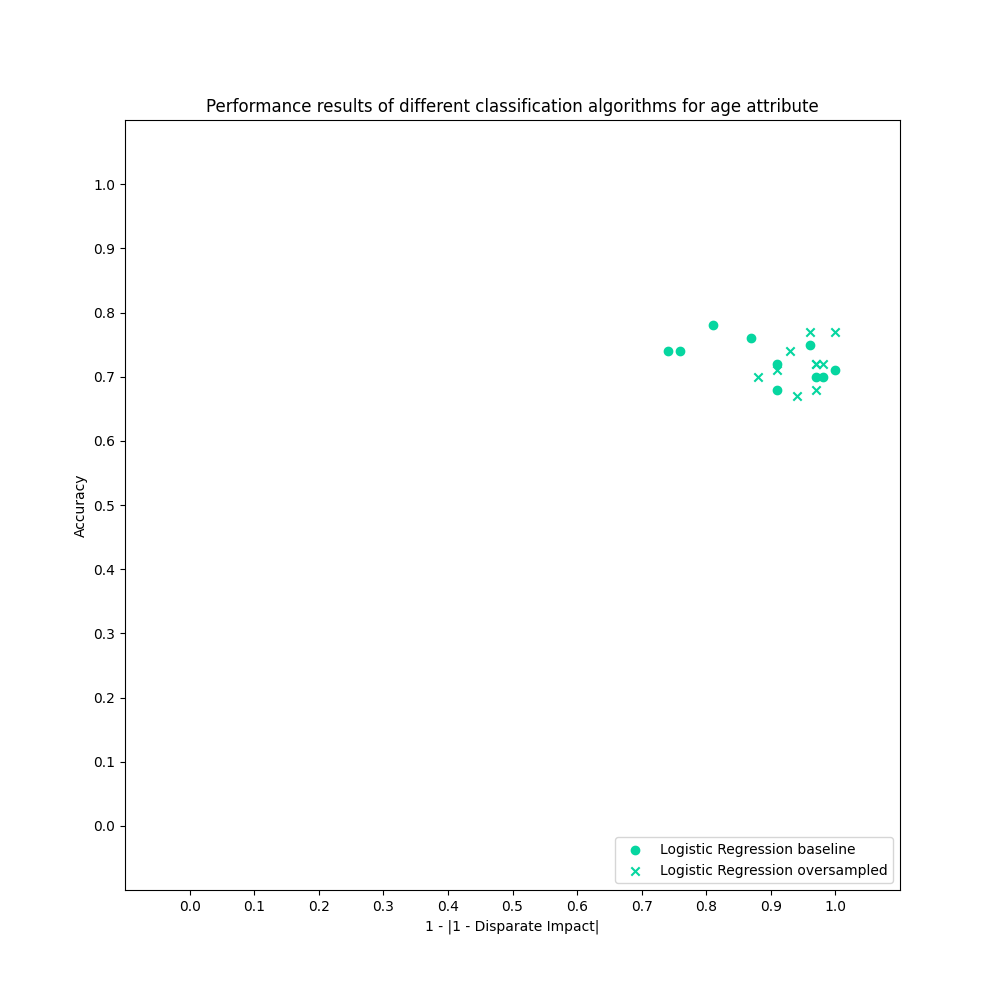 Performance results of different classification algorithms for age attribute
1.0
0.9
0.8
0.7
0.6
0.5
0.4
0.3
0.2
0.1
0.0
Accuracy
Logistic Regression baseline
Logistic Regression oversampled
0.0 0.1 0.2 0.3 0.4 0.5 0.6 0.7 0.8 0.9 1.0
1 - |1 - Disparate Impact|